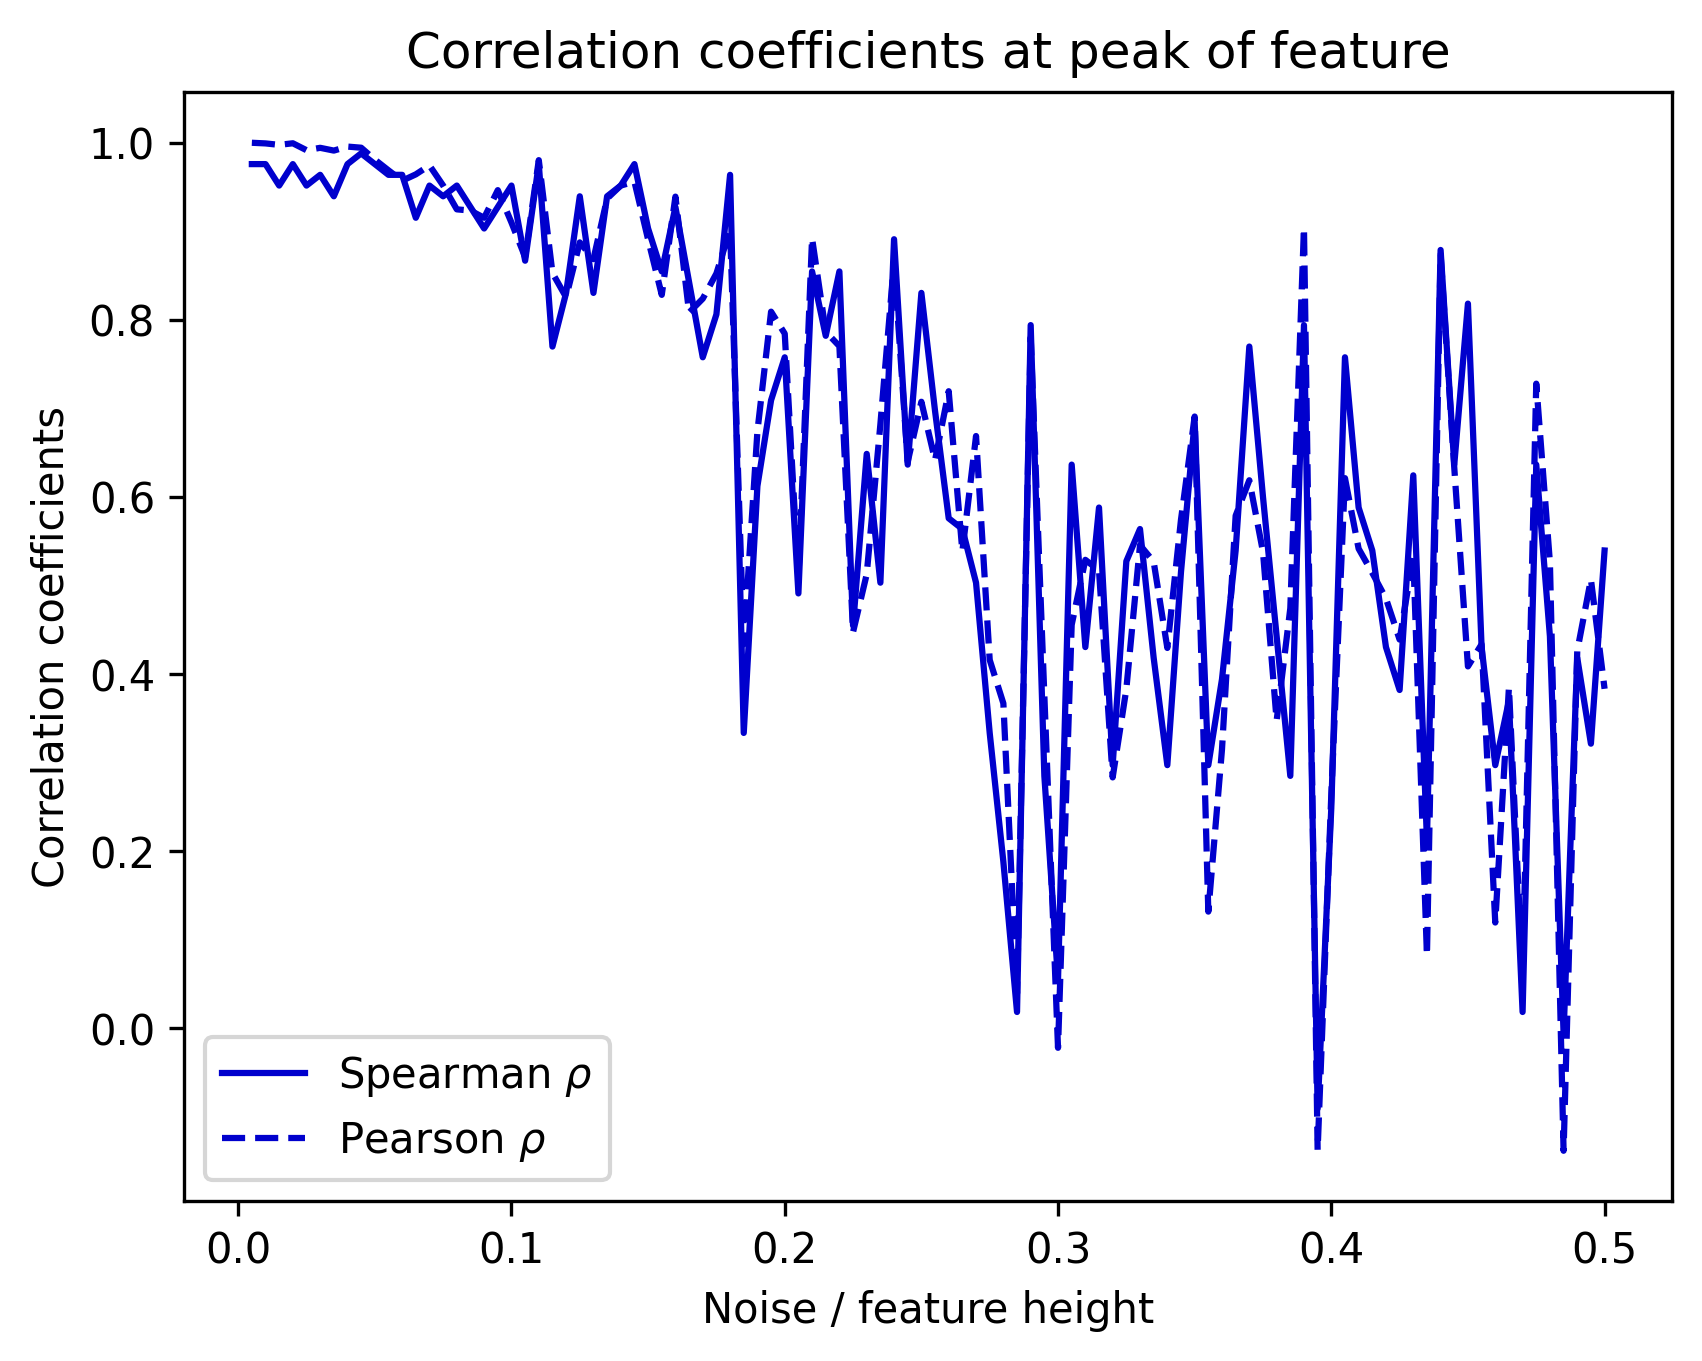 Correlation coefficients at peak of feature
Correlation coefficients
1.0
0.8
0.6
0.4
0.2
0.0
Spearman ρ
Pearson ρ
0.0 0.1 0.2 0.3 0.4 0.5
Noise / feature height